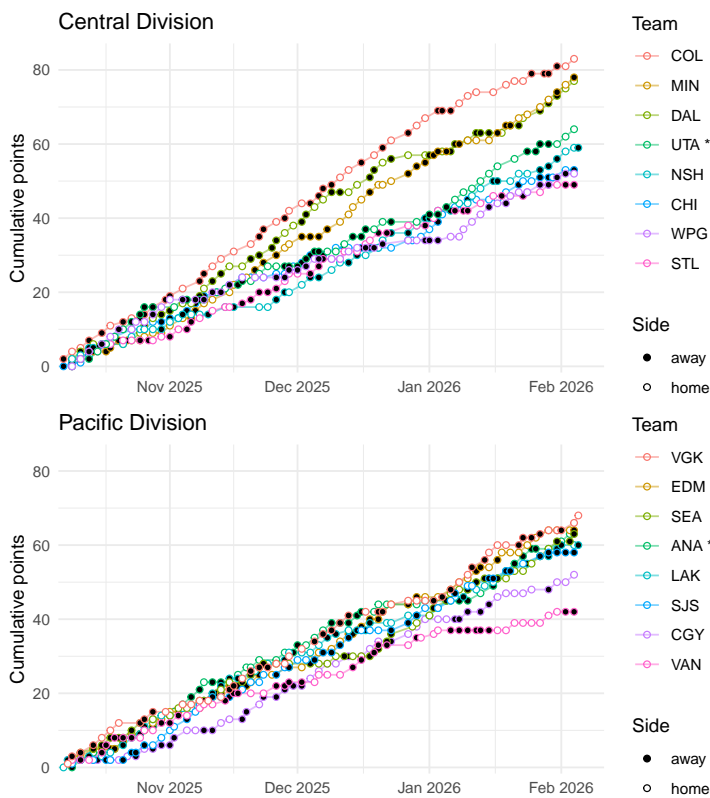 Central Division
Cumulative points
80
60
40
20
0
Nov 2025 Dec 2025 Jan 2026 Feb 2026
Team
COL
MIN
DAL
UTA *
NSH
CHI
WPG
STL
Side
away
home
Pacific Division
Cumulative points
80
60
40
20
0
Nov 2025 Dec 2025 Jan 2026 Feb 2026
Team
VGK
EDM
SEA
ANA *
LAK
SJS
CGY
VAN
Side
away
home